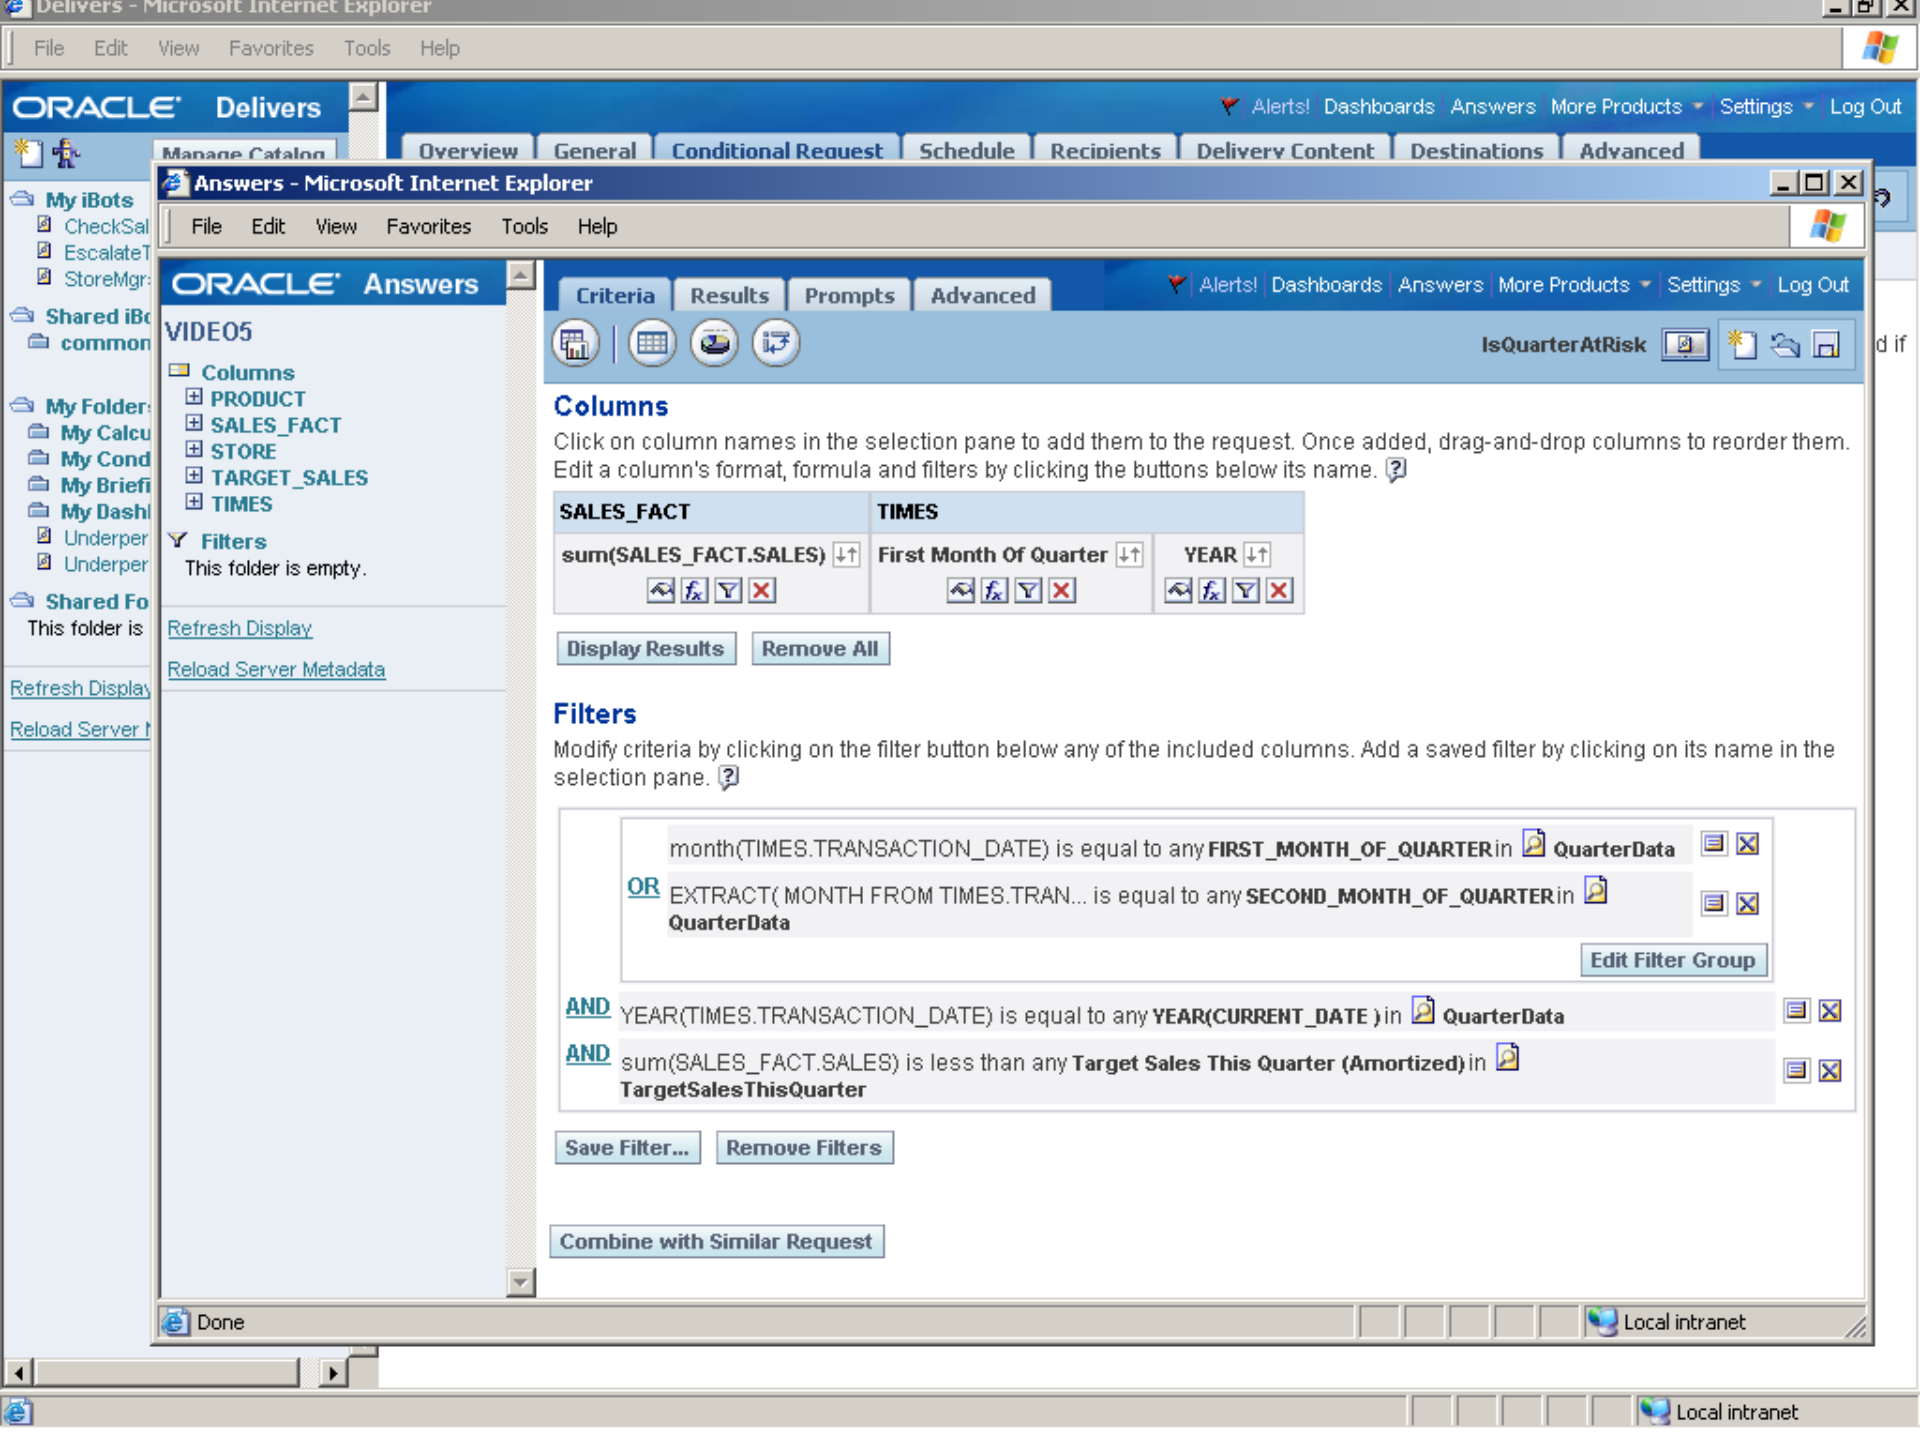 Delivers - Microsoft Internet Explorer
File Edit View Favorites Tools Help
ORACLE Delivers
Alerts! Dashboards Answers More Products Settings Log Out
Manage Catalog
Overview General Conditional Request Schedule Recipients Delivery Content Destinations Advanced
My iBots
CheckSal
EscalateT
StoreMgr
Shared iBo
common
d if
My Folder
My Calcu
My Cond
My Briefi
My Dashl
Underper
Underper
Shared Fo
This folder is
Refresh Display
Reload Server M
Answers - Microsoft Internet Explorer
File Edit View Favorites Tools Help
ORACLE Answers
Criteria Results Prompts Advanced
Alerts! Dashboards Answers More Products Settings Log Out
VIDEO5
Columns
PRODUCT
SALES_FACT
STORE
TARGET_SALES
TIMES
Filters
This folder is empty.
Refresh Display
Reload Server Metadata
IsQuarterAtRisk
Columns
Click on column names in the selection pane to add them to the request. Once added, drag-and-drop columns to reorder them.
Edit a column's format, formula and filters by clicking the buttons below its name.
SALES_FACT TIMES
sum(SALES_FACT.SALES) First Month Of Quarter YEAR
Display Results Remove All
Filters
Modify criteria by clicking on the filter button below any of the included columns. Add a saved filter by clicking on its name in the
selection pane.
month(TIMES.TRANSACTION_DATE) is equal to any FIRST_MONTH_OF_QUARTER in QuarterData
OR EXTRACT( MONTH FROM TIMES.TRAN... is equal to any SECOND_MONTH_OF_QUARTER in
QuarterData
Edit Filter Group
AND YEAR(TIMES.TRANSACTION_DATE) is equal to any YEAR(CURRENT_DATE ) in QuarterData
AND sum(SALES_FACT.SALES) is less than any Target Sales This Quarter (Amortized) in
TargetSalesThisQuarter
Save Filter... Remove Filters
Combine with Similar Request
Done
Local intranet
Local intranet